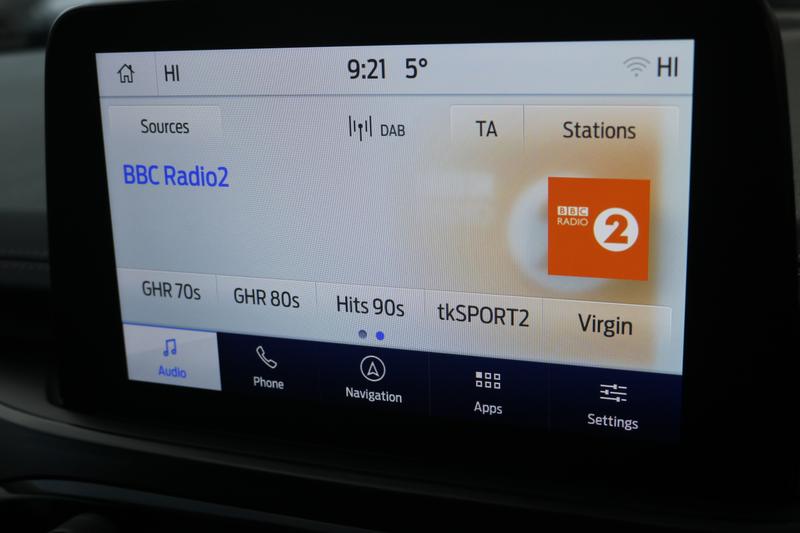 HI 9:21 5° HI
Sources DAB TA Stations
BBC Radio2
BBC
RADIO 2
GHR 70s GHR 80s Hits 90s tkSPORT2 Virgin
Audio Phone Navigation Apps Settings